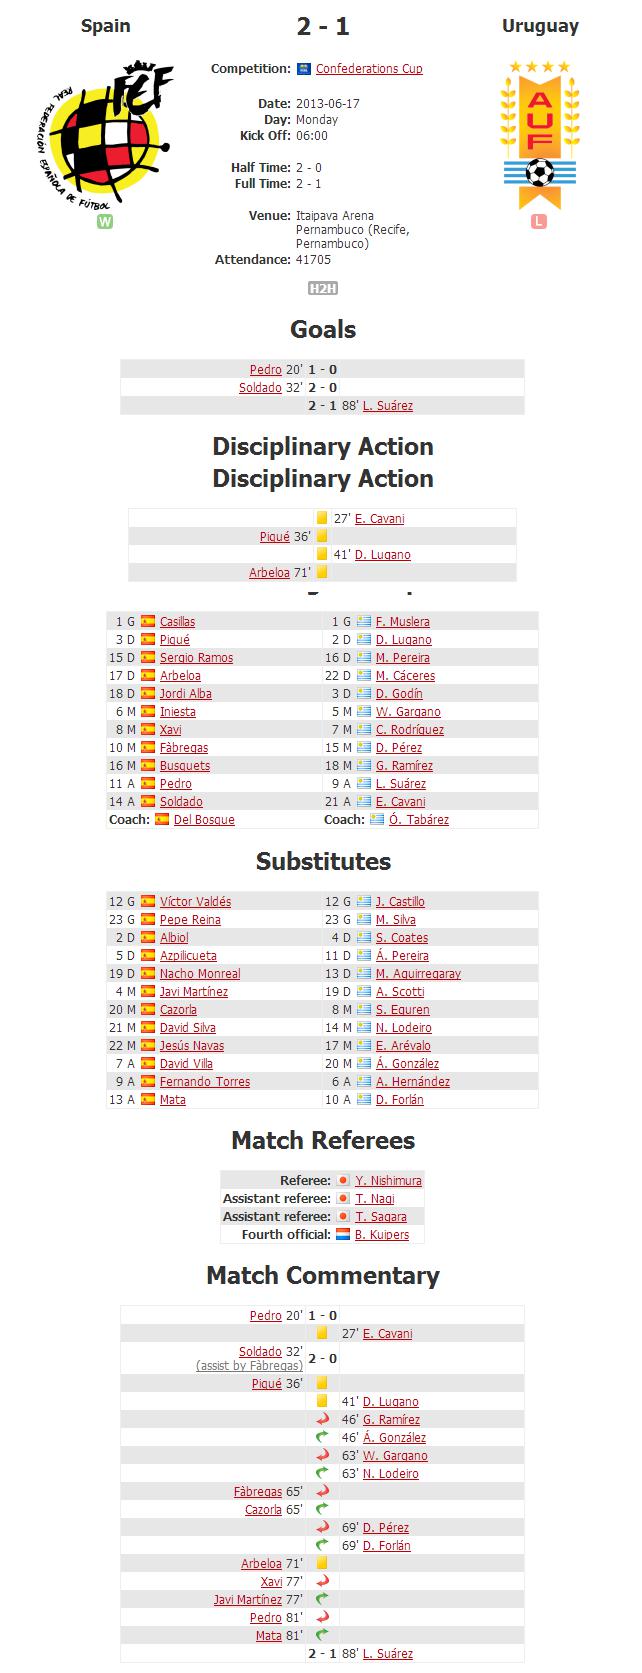 Spain 2 - 1 Uruguay
FCF
REAL FEDERACIÓN ESPAÑOLA DE FÚTBOL
W
AUF
L
Competition: Confederations Cup
Date: 2013-06-17
Day: Monday
Kick Off: 06:00
Half Time: 2 - 0
Full Time: 2 - 1
Venue: Itaipava Arena
Pernambuco (Recife,
Pernambuco)
Attendance: 41705
H2H
Goals
Pedro 20' 1 - 0
Soldado 32' 2 - 0
2 - 1 88' L. Suárez
Disciplinary Action
Disciplinary Action
27' E. Cavani
Piqué 36'
41' D. Lugano
Arbeloa 71'
1 G Casillas 1 G F. Muslera
3 D Piqué 2 D D. Lugano
15 D Sergio Ramos 16 D M. Pereira
17 D Arbeloa 22 D M. Cáceres
18 D Jordi Alba 3 D D. Godín
6 M Iniesta 5 M W. Gargano
8 M Xavi 7 M C. Rodríguez
10 M Fàbregas 15 M D. Pérez
16 M Busquets 18 M G. Ramírez
11 A Pedro 9 A L. Suárez
14 A Soldado 21 A E. Cavani
Coach: Del Bosque Coach: Ó. Tabárez
Substitutes
12 G Víctor Valdés 12 G J. Castillo
23 G Pepe Reina 23 G M. Silva
2 D Albiol 4 D S. Coates
5 D Azpilicueta 11 D Á. Pereira
19 D Nacho Monreal 13 D M. Aguirregaray
4 M Javi Martínez 19 D A. Scotti
20 M Cazorla 8 M S. Eguren
21 M David Silva 14 M N. Lodeiro
22 M Jesús Navas 17 M E. Arévalo
7 A David Villa 20 M Á. González
9 A Fernando Torres 6 A A. Hernández
13 A Mata 10 A D. Forlán
Match Referees
Referee: Y. Nishimura
Assistant referee: T. Nagi
Assistant referee: T. Sagara
Fourth official: B. Kuipers
Match Commentary
Pedro 20' 1 - 0
27' E. Cavani
Soldado 32' 2 - 0
(assist by Fàbregas)
Piqué 36'
41' D. Lugano
46' G. Ramírez
46' Á. González
63' W. Gargano
63' N. Lodeiro
Fàbregas 65'
Cazorla 65'
69' D. Pérez
69' D. Forlán
Arbeloa 71'
Xavi 77'
Javi Martínez 77'
Pedro 81'
Mata 81'
2 - 1 88' L. Suárez